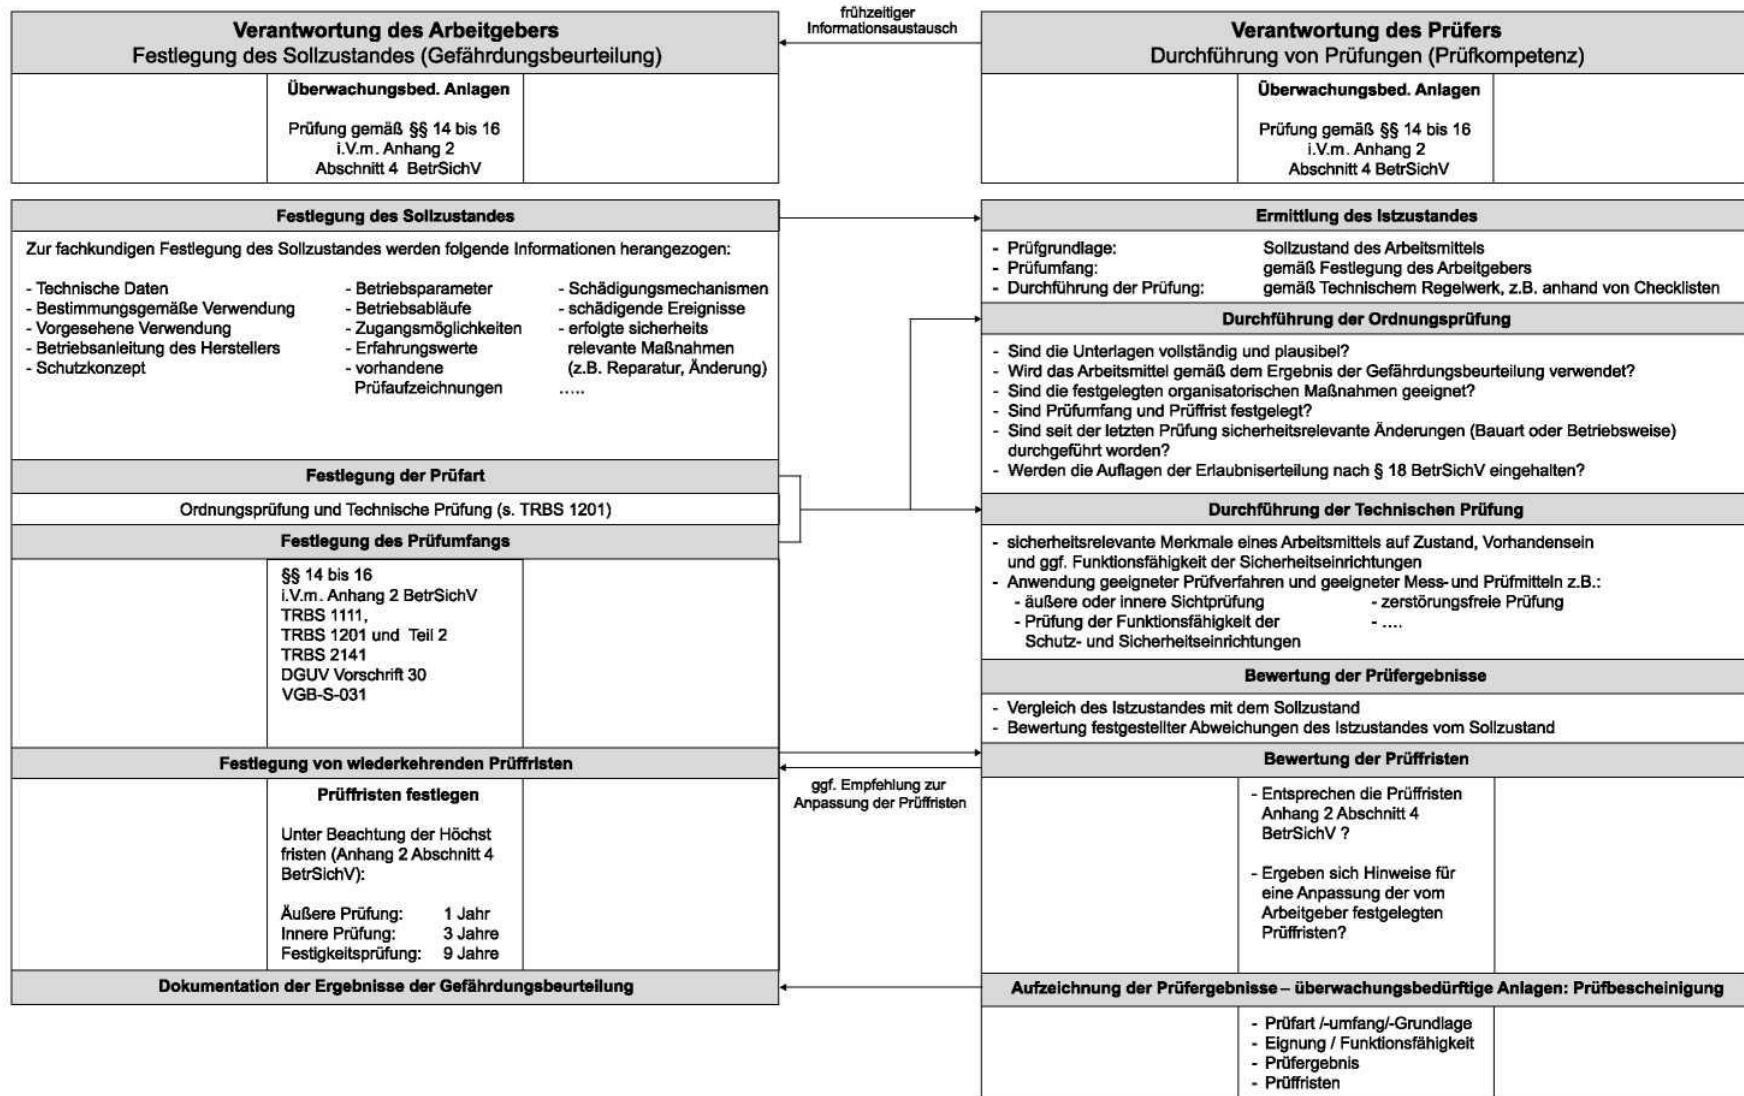 frühzeitiger
Informationsaustausch
Verantwortung des Arbeitgebers
Festlegung des Sollzustandes (Gefährdungsbeurteilung)
Überwachungsbed. Anlagen
Prüfung gemäß §§ 14 bis 16
i.V.m. Anhang 2
Abschnitt 4 BetrSichV
Festlegung des Sollzustandes
Zur fachkundigen Festlegung des Sollzustandes werden folgende Informationen herangezogen:
- Technische Daten
- Bestimmungsgemäße Verwendung
- Vorgesehene Verwendung
- Betriebsanleitung des Herstellers
- Schutzkonzept
- Betriebsparameter
- Betriebsabläufe
- Zugangsmöglichkeiten
- Erfahrungswerte
- vorhandene
Prüfaufzeichnungen
- Schädigungsmechanismen
- schädigende Ereignisse
- erfolgte sicherheits
relevante Maßnahmen
(z.B. Reparatur, Änderung)
.....
Festlegung der Prüfart
Ordnungsprüfung und Technische Prüfung (s. TRBS 1201)
Festlegung des Prüfumfangs
§§ 14 bis 16
i.V.m. Anhang 2 BetrSichV
TRBS 1111,
TRBS 1201 und Teil 2
TRBS 2141
DGUV Vorschrift 30
VGB-S-031
Festlegung von wiederkehrenden Prüffristen
Prüffristen festlegen
Unter Beachtung der Höchst
fristen (Anhang 2 Abschnitt 4
BetrSichV):
Äußere Prüfung: 1 Jahr
Innere Prüfung: 3 Jahre
Festigkeitsprüfung: 9 Jahre
Dokumentation der Ergebnisse der Gefährdungsbeurteilung
ggf. Empfehlung zur
Anpassung der Prüffristen
Verantwortung des Prüfers
Durchführung von Prüfungen (Prüfkompetenz)
Überwachungsbed. Anlagen
Prüfung gemäß §§ 14 bis 16
i.V.m. Anhang 2
Abschnitt 4 BetrSichV
Ermittlung des Istzustandes
- Prüfgrundlage: Sollzustand des Arbeitsmittels
- Prüfumfang: gemäß Festlegung des Arbeitgebers
- Durchführung der Prüfung: gemäß Technischem Regelwerk, z.B. anhand von Checklisten
Durchführung der Ordnungsprüfung
- Sind die Unterlagen vollständig und plausibel?
- Wird das Arbeitsmittel gemäß dem Ergebnis der Gefährdungsbeurteilung verwendet?
- Sind die festgelegten organisatorischen Maßnahmen geeignet?
- Sind Prüfumfang und Prüffrist festgelegt?
- Sind seit der letzten Prüfung sicherheitsrelevante Änderungen (Bauart oder Betriebsweise)
durchgeführt worden?
- Werden die Auflagen der Erlaubniserteilung nach § 18 BetrSichV eingehalten?
Durchführung der Technischen Prüfung
- sicherheitsrelevante Merkmale eines Arbeitsmittels auf Zustand, Vorhandensein
und ggf. Funktionsfähigkeit der Sicherheitseinrichtungen
- Anwendung geeigneter Prüfverfahren und geeigneter Mess-und Prüfmitteln z.B.:
- äußere oder innere Sichtprüfung - zerstörungsfreie Prüfung
- Prüfung der Funktionsfähigkeit der - ....
Schutz- und Sicherheitseinrichtungen
Bewertung der Prüfergebnisse
- Vergleich des Istzustandes mit dem Sollzustand
- Bewertung festgestellter Abweichungen des Istzustandes vom Sollzustand
Bewertung der Prüffristen
- Entsprechen die Prüffristen
Anhang 2 Abschnitt 4
BetrSichV ?
- Ergeben sich Hinweise für
eine Anpassung der vom
Arbeitgeber festgelegten
Prüffristen?
Aufzeichnung der Prüfergebnisse – überwachungsbedürftige Anlagen: Prüfbescheinigung
- Prüfart /-umfang/-Grundlage
- Eignung / Funktionsfähigkeit
- Prüfergebnis
- Prüffristen